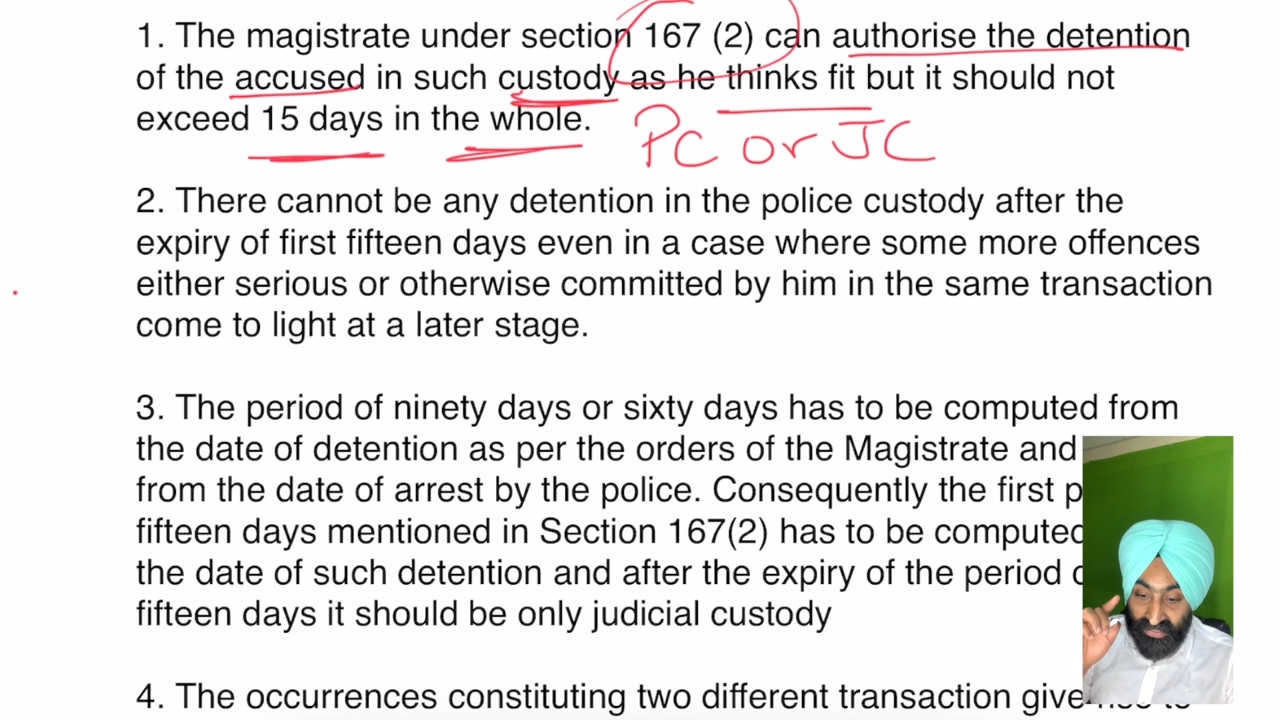 1. The magistrate under section 167 (2) can authorise the detention
of the accused in such custody as he thinks fit but it should not
exceed 15 days in the whole.
PC or JC
2. There cannot be any detention in the police custody after the
expiry of first fifteen days even in a case where some more offences
either serious or otherwise committed by him in the same transaction
come to light at a later stage.
3. The period of ninety days or sixty days has to be computed from
the date of detention as per the orders of the Magistrate and
from the date of arrest by the police. Consequently the first
fifteen days mentioned in Section 167(2) has to be computed
the date of such detention and after the expiry of the period
fifteen days it should be only judicial custody
4. The occurrences constituting two different transaction give